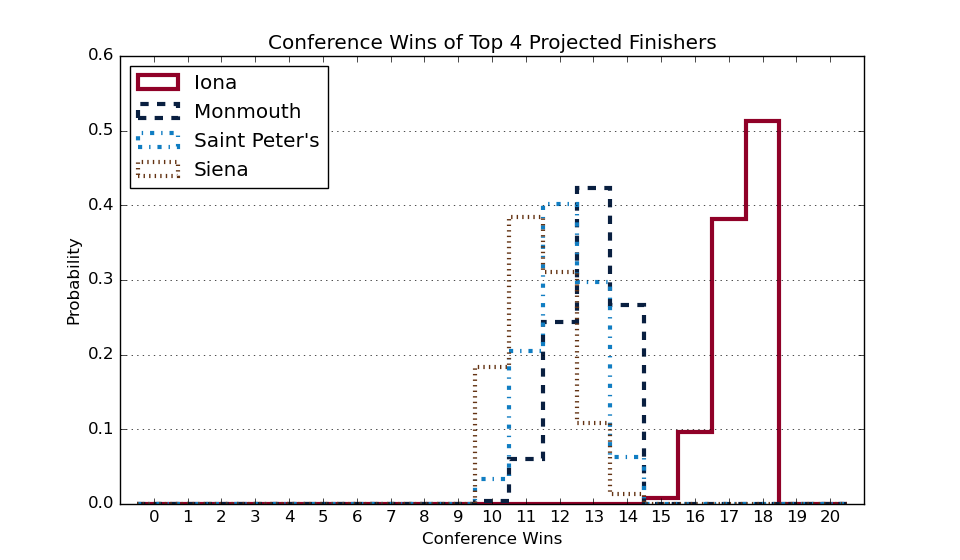 Conference Wins of Top 4 Projected Finishers
0.6
0.5
0.4
0.3
0.2
0.1
0.0
Probability
Iona
Monmouth
Saint Peter's
Siena
0 1 2 3 4 5 6 7 8 9 10 11 12 13 14 15 16 17 18 19 20
Conference Wins